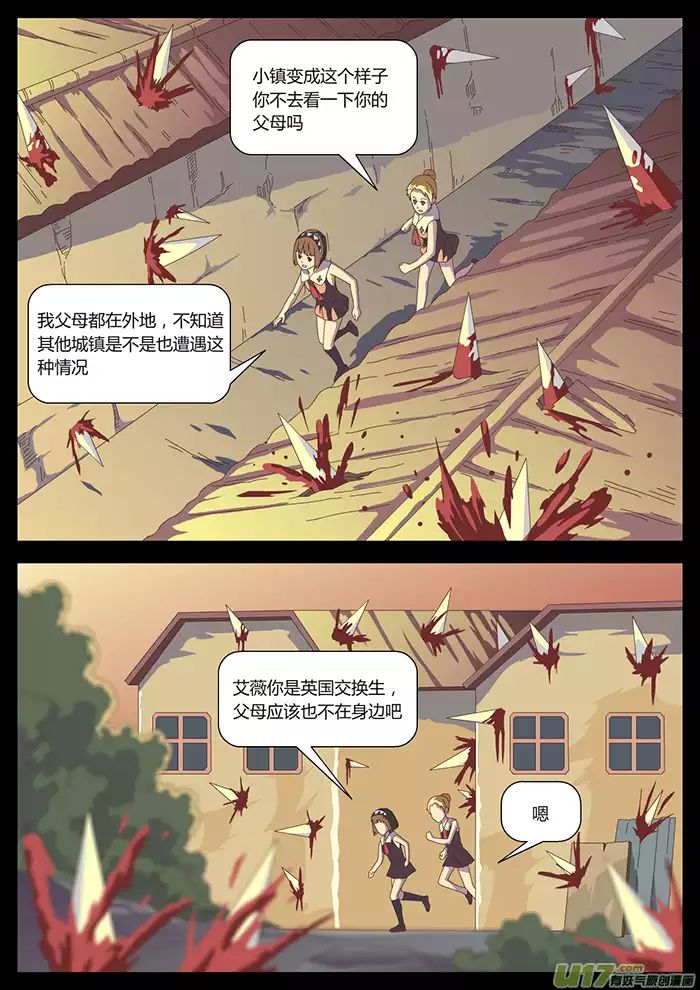 小镇变成这个样子
你不去看一下你的
父母吗
我父母都在外地，不知道
其他城镇是不是也遭遇这
种情况
艾薇你是英国交换生，
父母应该也不在身边吧
嗯
U17.com
有妖气原创漫画